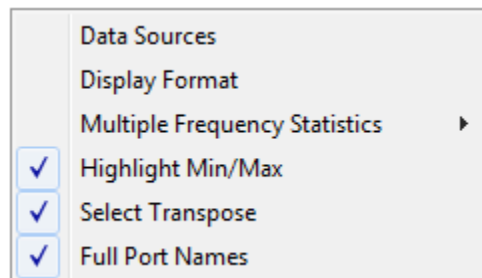 Data Sources
Display Format
Multiple Frequency Statistics
Highlight Min/Max
Select Transpose
Full Port Names